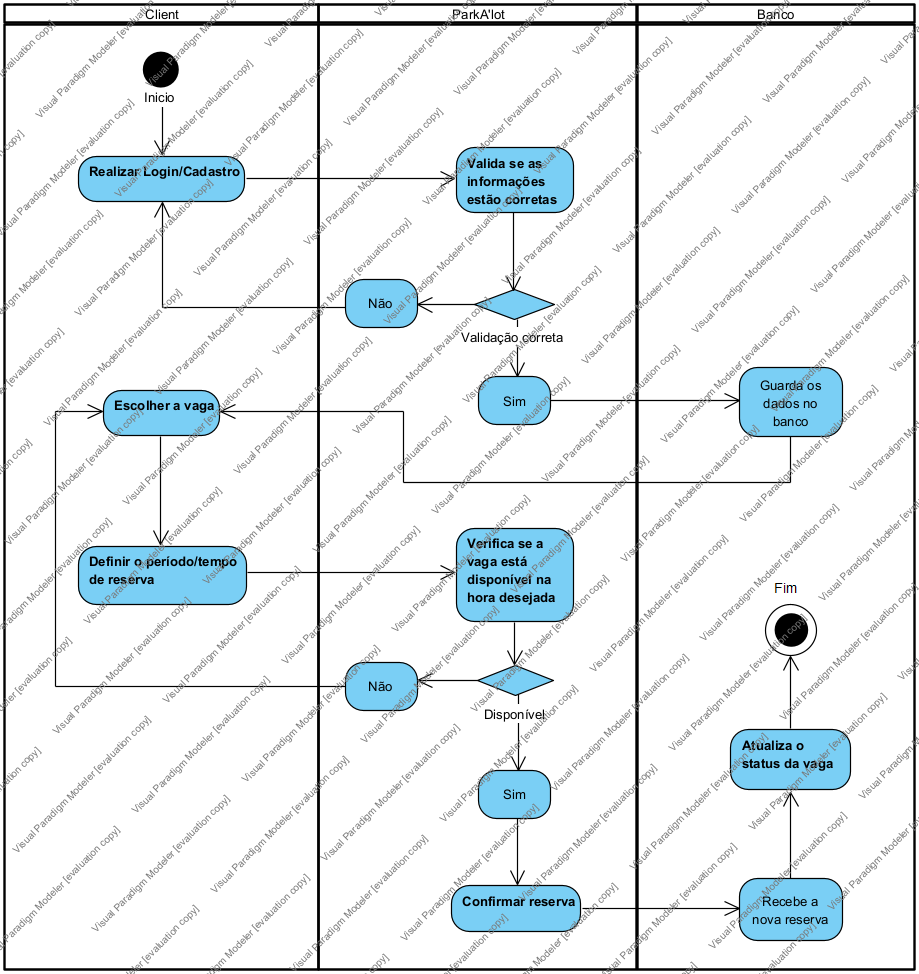 Client
ParkA'lot
Banco
Inicio
Realizar Login/Cadastro
Valida se as
informações
estão corretas
Não
Validação correta
Sim
Guarda os
dados no
banco
Escolher a vaga
Definir o período/tempo
de reserva
Verifica se a
vaga está
disponível na
hora desejada
Fim
Não
Disponível
Sim
Atualiza o
status da vaga
Confirmar reserva
Recebe a
nova reserva
Visual Paradigm Modeler [evaluation copy]